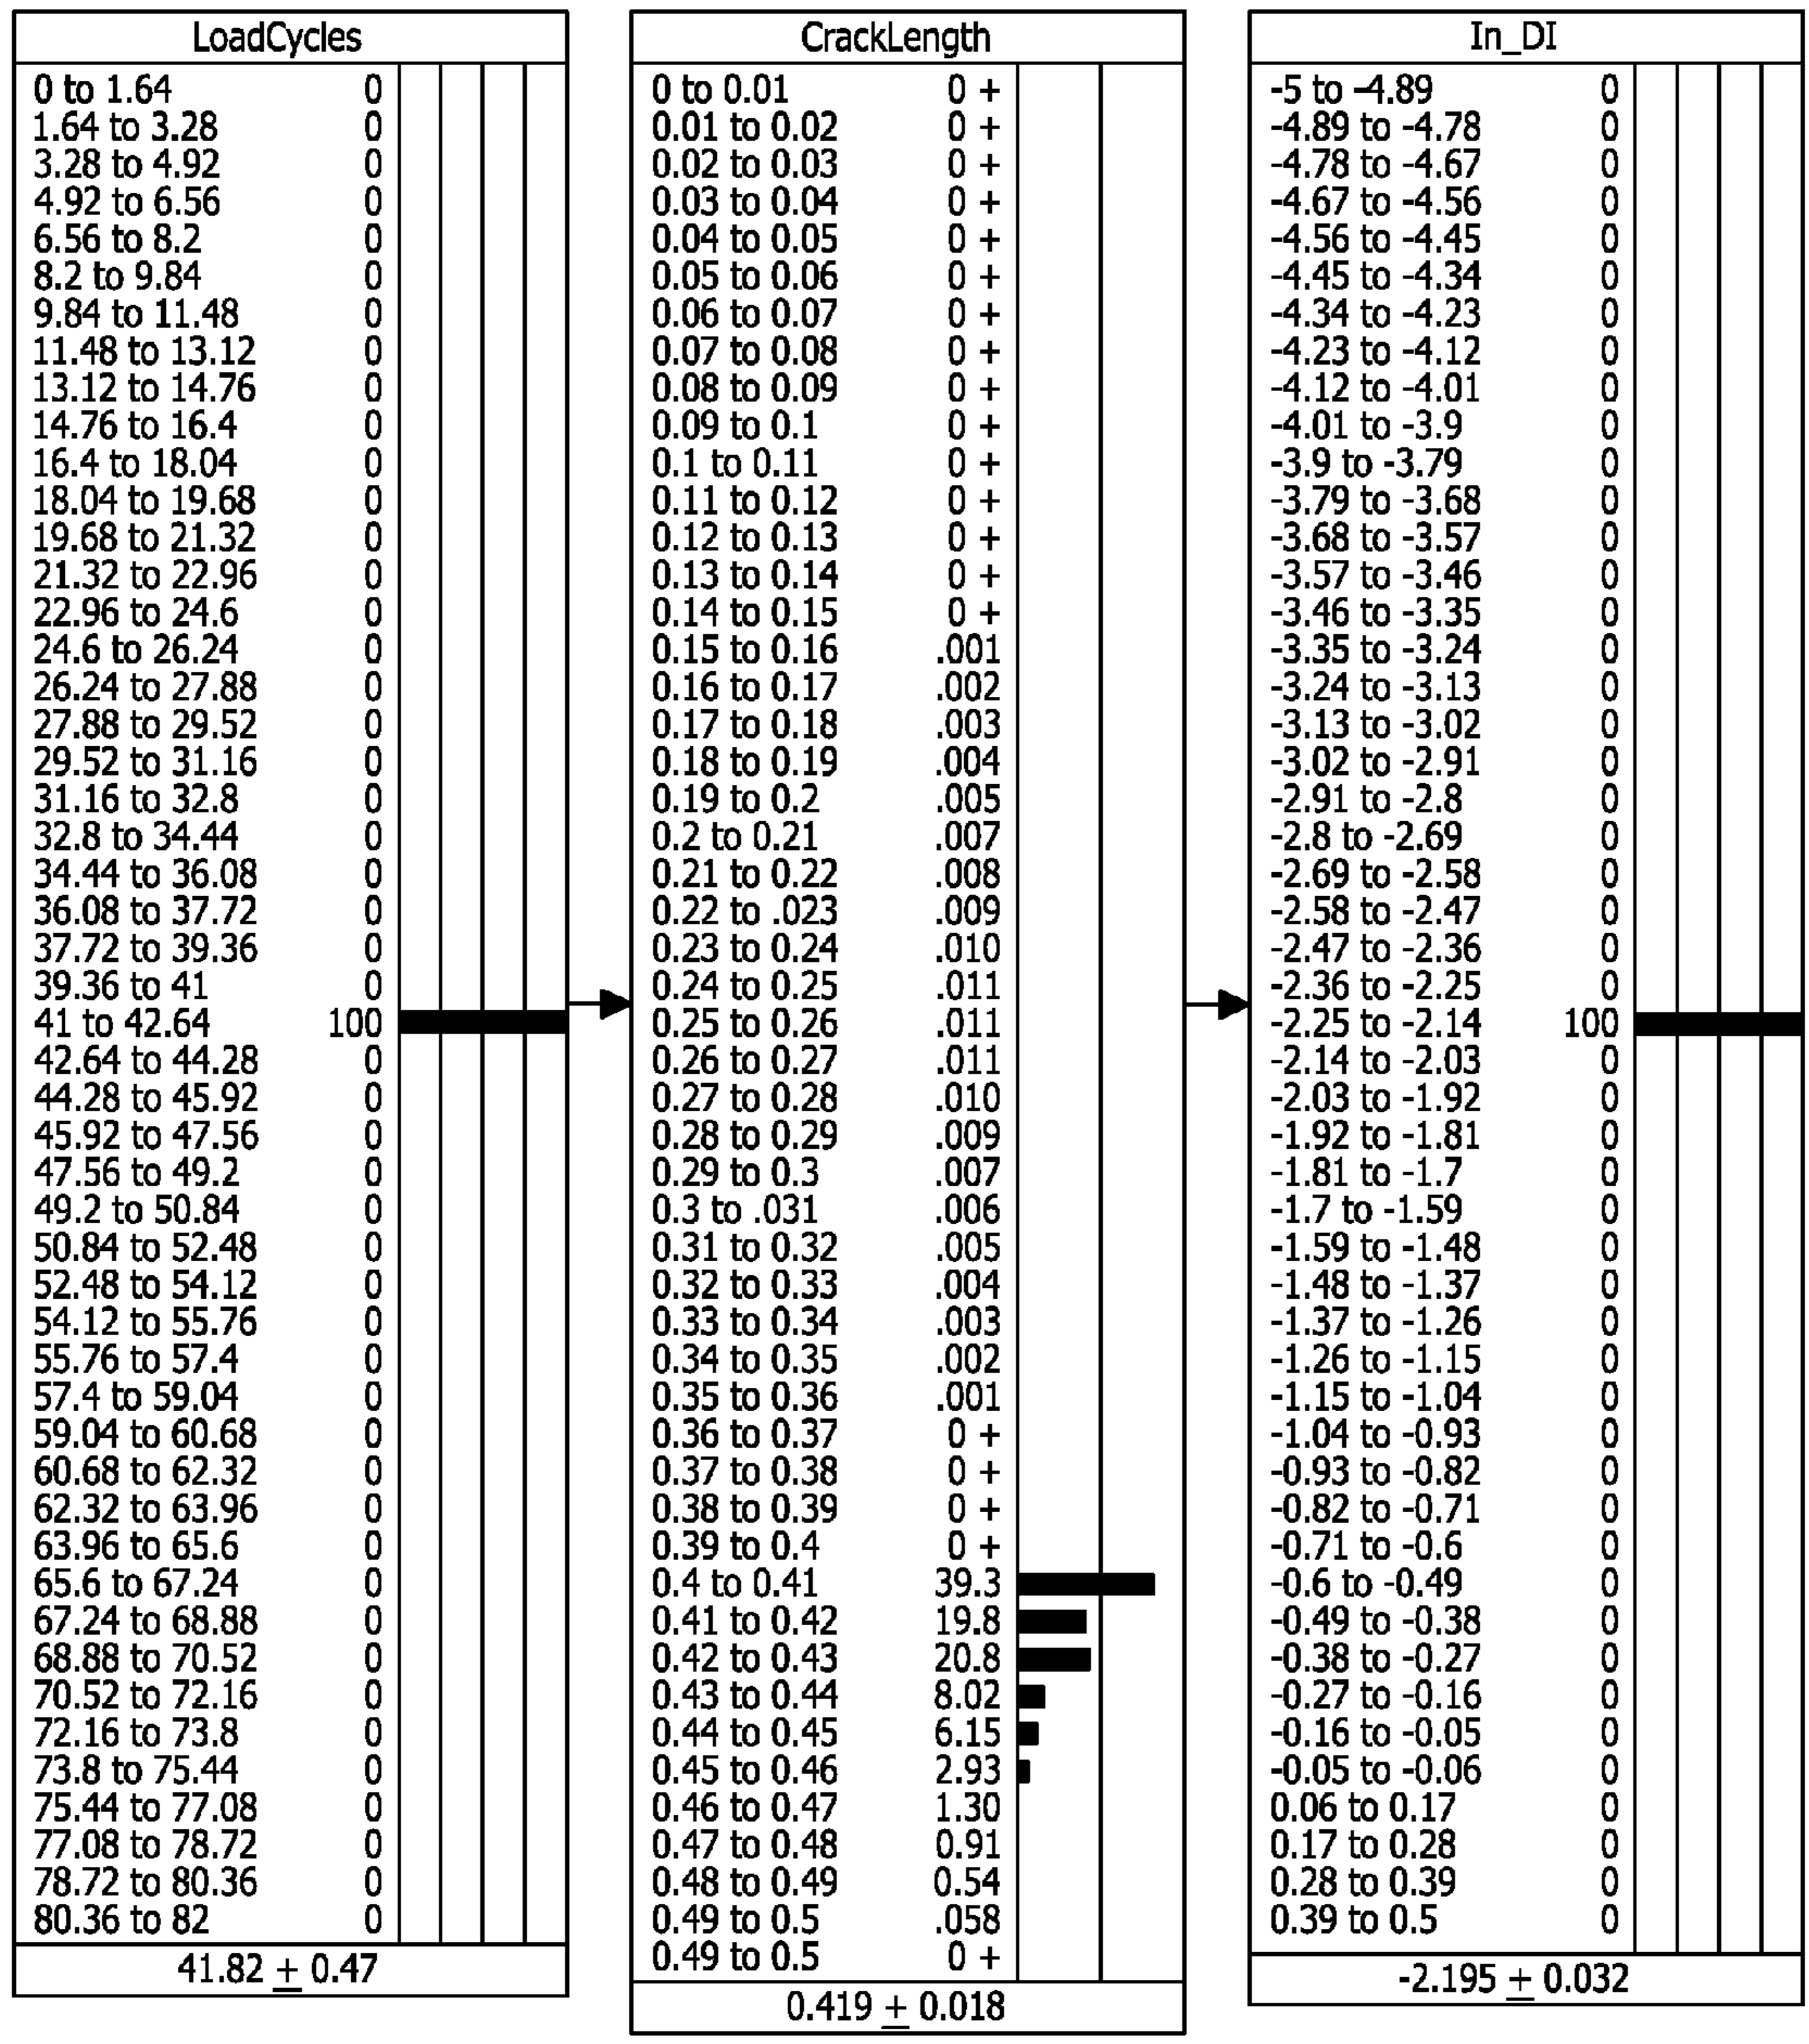 LoadCycles
0 to 1.64 0
1.64 to 3.28 0
3.28 to 4.92 0
4.92 to 6.56 0
6.56 to 8.2 0
8.2 to 9.84 0
9.84 to 11.48 0
11.48 to 13.12 0
13.12 to 14.76 0
14.76 to 16.4 0
16.4 to 18.04 0
18.04 to 19.68 0
19.68 to 21.32 0
21.32 to 22.96 0
22.96 to 24.6 0
24.6 to 26.24 0
26.24 to 27.88 0
27.88 to 29.52 0
29.52 to 31.16 0
31.16 to 32.8 0
32.8 to 34.44 0
34.44 to 36.08 0
36.08 to 37.72 0
37.72 to 39.36 0
39.36 to 41 0
41 to 42.64 100
42.64 to 44.28 0
44.28 to 45.92 0
45.92 to 47.56 0
47.56 to 49.2 0
49.2 to 50.84 0
50.84 to 52.48 0
52.48 to 54.12 0
54.12 to 55.76 0
55.76 to 57.4 0
57.4 to 59.04 0
59.04 to 60.68 0
60.68 to 62.32 0
62.32 to 63.96 0
63.96 to 65.6 0
65.6 to 67.24 0
67.24 to 68.88 0
68.88 to 70.52 0
70.52 to 72.16 0
72.16 to 73.8 0
73.8 to 75.44 0
75.44 to 77.08 0
77.08 to 78.72 0
78.72 to 80.36 0
80.36 to 82 0
41.82 ± 0.47
CrackLength
0 to 0.01 0 +
0.01 to 0.02 0 +
0.02 to 0.03 0 +
0.03 to 0.04 0 +
0.04 to 0.05 0 +
0.05 to 0.06 0 +
0.06 to 0.07 0 +
0.07 to 0.08 0 +
0.08 to 0.09 0 +
0.09 to 0.1 0 +
0.1 to 0.11 0 +
0.11 to 0.12 0 +
0.12 to 0.13 0 +
0.13 to 0.14 0 +
0.14 to 0.15 0 +
0.15 to 0.16 .001
0.16 to 0.17 .002
0.17 to 0.18 .003
0.18 to 0.19 .004
0.19 to 0.2 .005
0.2 to 0.21 .007
0.21 to 0.22 .008
0.22 to .023 .009
0.23 to 0.24 .010
0.24 to 0.25 .011
0.25 to 0.26 .011
0.26 to 0.27 .011
0.27 to 0.28 .010
0.28 to 0.29 .009
0.29 to 0.3 .007
0.3 to .031 .006
0.31 to 0.32 .005
0.32 to 0.33 .004
0.33 to 0.34 .003
0.34 to 0.35 .002
0.35 to 0.36 .001
0.36 to 0.37 0 +
0.37 to 0.38 0 +
0.38 to 0.39 0 +
0.39 to 0.4 0 +
0.4 to 0.41 39.3
0.41 to 0.42 19.8
0.42 to 0.43 20.8
0.43 to 0.44 8.02
0.44 to 0.45 6.15
0.45 to 0.46 2.93
0.46 to 0.47 1.30
0.47 to 0.48 0.91
0.48 to 0.49 0.54
0.49 to 0.5 .058
0.49 to 0.5 0 +
0.419 ± 0.018
In_DI
-5 to -4.89 0
-4.89 to -4.78 0
-4.78 to -4.67 0
-4.67 to -4.56 0
-4.56 to -4.45 0
-4.45 to -4.34 0
-4.34 to -4.23 0
-4.23 to -4.12 0
-4.12 to -4.01 0
-4.01 to -3.9 0
-3.9 to -3.79 0
-3.79 to -3.68 0
-3.68 to -3.57 0
-3.57 to -3.46 0
-3.46 to -3.35 0
-3.35 to -3.24 0
-3.24 to -3.13 0
-3.13 to -3.02 0
-3.02 to -2.91 0
-2.91 to -2.8 0
-2.8 to -2.69 0
-2.69 to -2.58 0
-2.58 to -2.47 0
-2.47 to -2.36 0
-2.36 to -2.25 0
-2.25 to -2.14 100
-2.14 to -2.03 0
-2.03 to -1.92 0
-1.92 to -1.81 0
-1.81 to -1.7 0
-1.7 to -1.59 0
-1.59 to -1.48 0
-1.48 to -1.37 0
-1.37 to -1.26 0
-1.26 to -1.15 0
-1.15 to -1.04 0
-1.04 to -0.93 0
-0.93 to -0.82 0
-0.82 to -0.71 0
-0.71 to -0.6 0
-0.6 to -0.49 0
-0.49 to -0.38 0
-0.38 to -0.27 0
-0.27 to -0.16 0
-0.16 to -0.05 0
-0.05 to -0.06 0
0.06 to 0.17 0
0.17 to 0.28 0
0.28 to 0.39 0
0.39 to 0.5 0
-2.195 ± 0.032